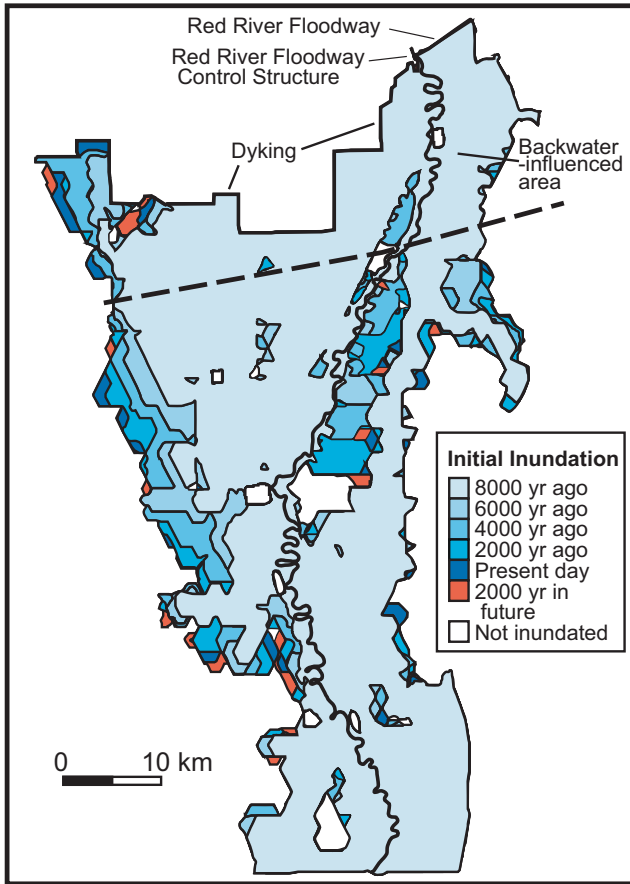 Red River Floodway
Red River Floodway
Control Structure
Dyking
Backwater
-influenced
area
Initial Inundation
8000 yr ago
6000 yr ago
4000 yr ago
2000 yr ago
Present day
2000 yr in
future
Not inundated
0 10 km